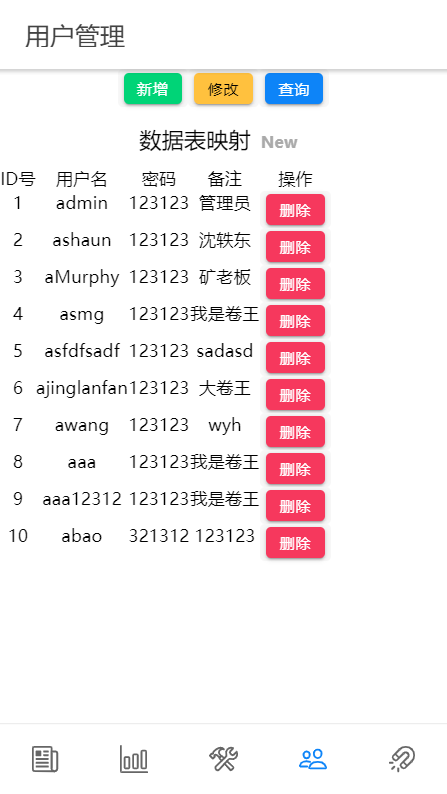 用户管理
新增 修改 查询
数据表映射 New
ID号 用户名 密码 备注 操作
1 admin 123123 管理员 删除
2 ashaun 123123 沈轶东 删除
3 aMurphy 123123 矿老板 删除
4 asmg 123123 我是卷王 删除
5 asfdfsadf 123123 sadasd 删除
6 ajinglanfan 123123 大卷王 删除
7 awang 123123 wyh 删除
8 aaa 123123 我是卷王 删除
9 aaa12312 123123 我是卷王 删除
10 abao 321312 123123 删除